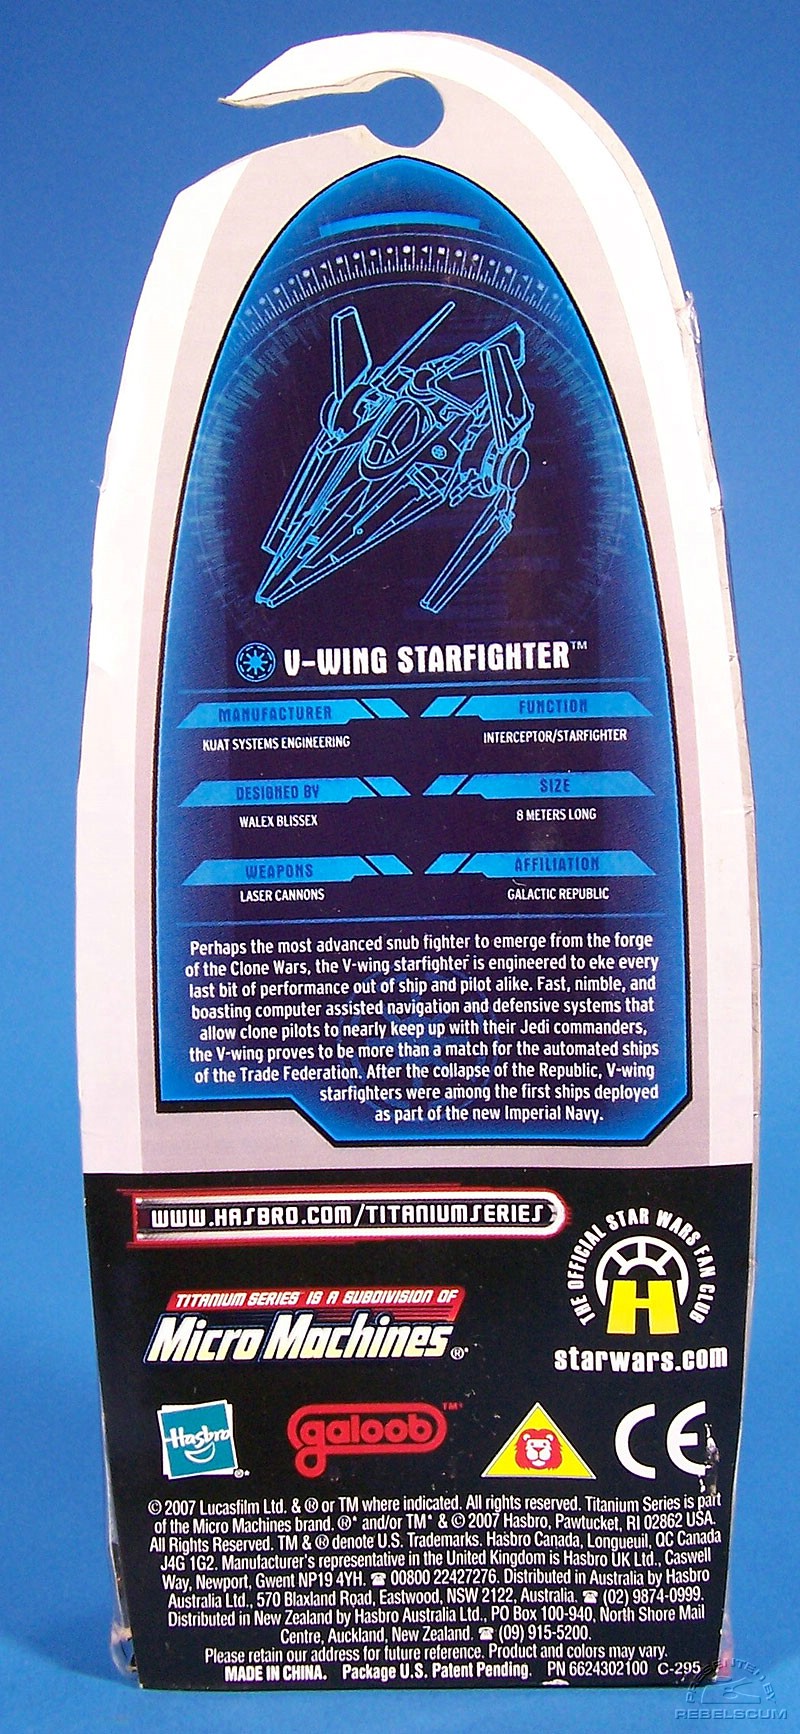 V-WING STARFIGHTER™
MANUFACTURER
KUAT SYSTEMS ENGINEERING
FUNCTION
INTERCEPTOR/STARFIGHTER
DESIGNED BY
WALEX BLISSEX
SIZE
8 METERS LONG
WEAPONS
LASER CANNONS
AFFILIATION
GALACTIC REPUBLIC
Perhaps the most advanced snub fighter to emerge from the forge
of the Clone Wars, the V-wing starfighter is engineered to eke every
last bit of performance out of ship and pilot alike. Fast, nimble, and
boasting computer assisted navigation and defensive systems that
allow clone pilots to nearly keep up with their Jedi commanders,
the V-wing proves to be more than a match for the automated ships
of the Trade Federation. After the collapse of the Republic, V-wing
starfighters were among the first ships deployed
as part of the new Imperial Navy.
WWW.HASBRO.COM/TITANIUMSERIES
THE OFFICIAL STAR WARS FAN CLUB
H
starwars.com
TITANIUM SERIES IS A SUBDIVISION OF
Micro Machines®*
Hasbro ®*
galoob™*
CE
© 2007 Lucasfilm Ltd. & ® or TM where indicated. All rights reserved. Titanium Series is part
of the Micro Machines brand. ®* and/or TM* & © 2007 Hasbro, Pawtucket, RI 02862 USA.
All Rights Reserved. TM & ® denote U.S. Trademarks. Hasbro Canada, Longueuil, QC Canada
J4G 1G2. Manufacturer's representative in the United Kingdom is Hasbro UK Ltd., Caswell
Way, Newport, Gwent NP19 4YH. ☎ 00800 22427276. Distributed in Australia by Hasbro
Australia Ltd., 570 Blaxland Road, Eastwood, NSW 2122, Australia. ☎ (02) 9874-0999.
Distributed in New Zealand by Hasbro Australia Ltd., PO Box 100-940, North Shore Mail
Centre, Auckland, New Zealand. ☎ (09) 915-5200.
Please retain our address for future reference. Product and colors may vary.
MADE IN CHINA. Package U.S. Patent Pending. PN 6624302100 C-295
PRESENTED BY
REBELSCUM